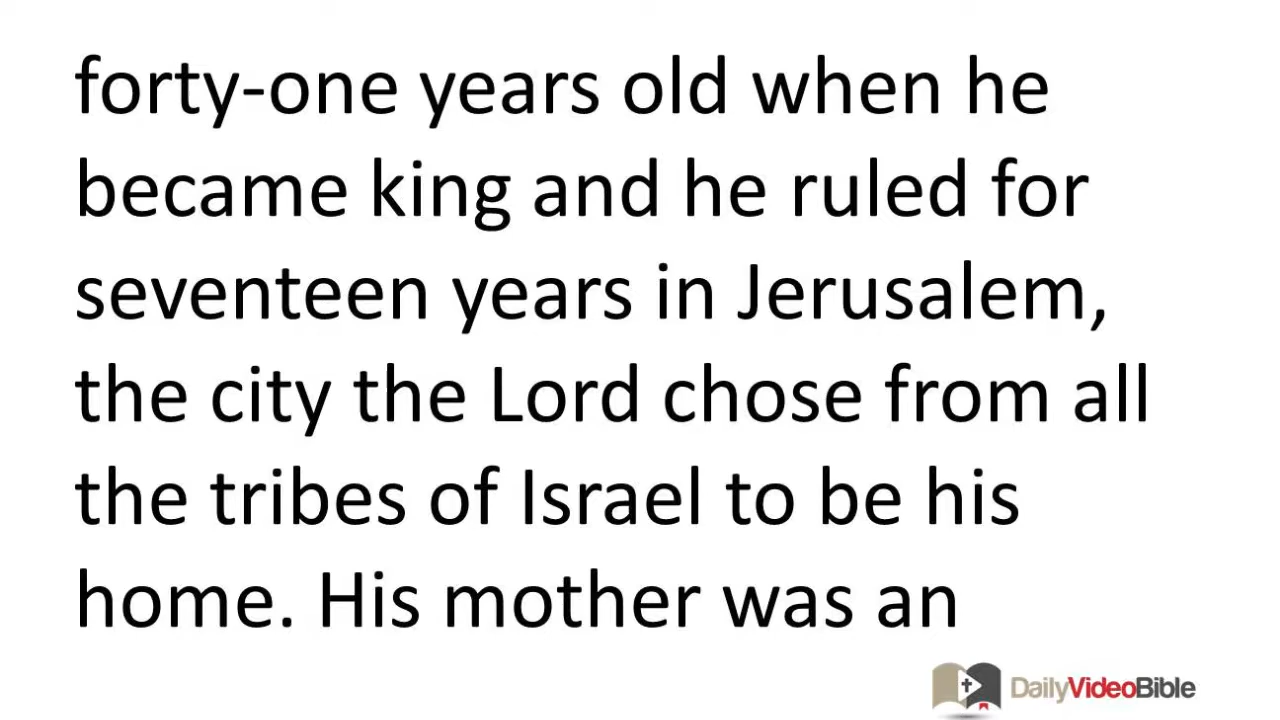 forty-one years old when he
became king and he ruled for
seventeen years in Jerusalem,
the city the Lord chose from all
the tribes of Israel to be his
home. His mother was an
DailyVideoBible